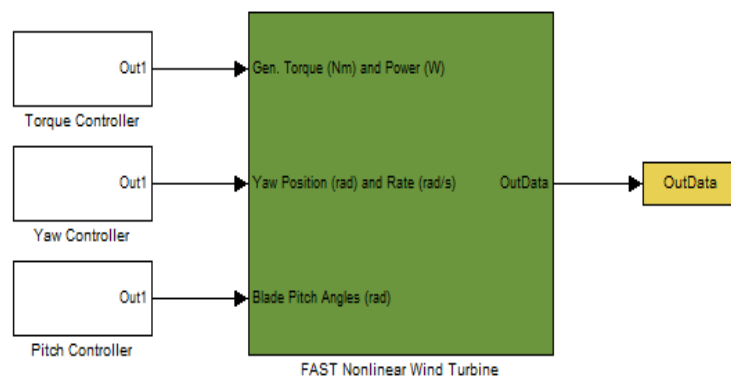 Out1
Gen. Torque (Nm) and Power (W)
Torque Controller
Out1
Yaw Position (rad) and Rate (rad/s)
OutData
OutData
Yaw Controller
Out1
Blade Pitch Angles (rad)
Pitch Controller
FAST Nonlinear Wind Turbine